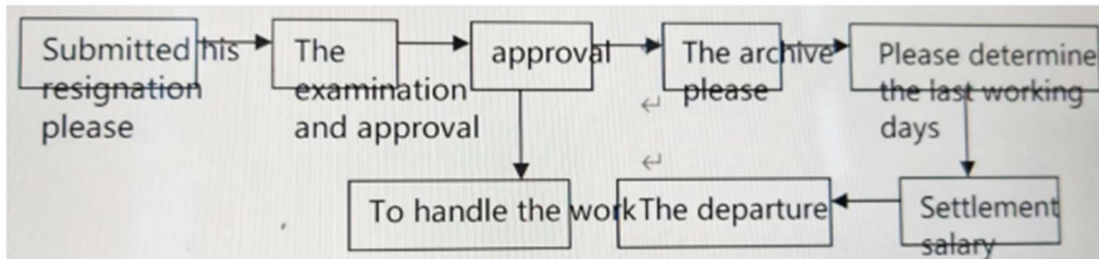 Submitted his
resignation
please
The
examination
and approval
approval
The archive
please
Please determine
the last working
days
To handle the work
The departure
Settlement
salary